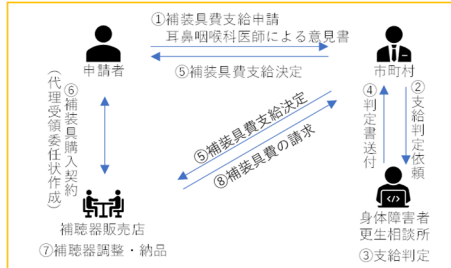 ①補装具費支給申請
耳鼻咽喉科医師による意見書
⑤補装具費支給決定
申請者
市町村
⑥補装具購入契約
(代理受領委任状作成)
⑤補装具費支給決定
⑧補装具費の請求
④判定書送付
②支給判定依頼
補聴器販売店
⑦補聴器調整・納品
身体障害者
更生相談所
③支給判定